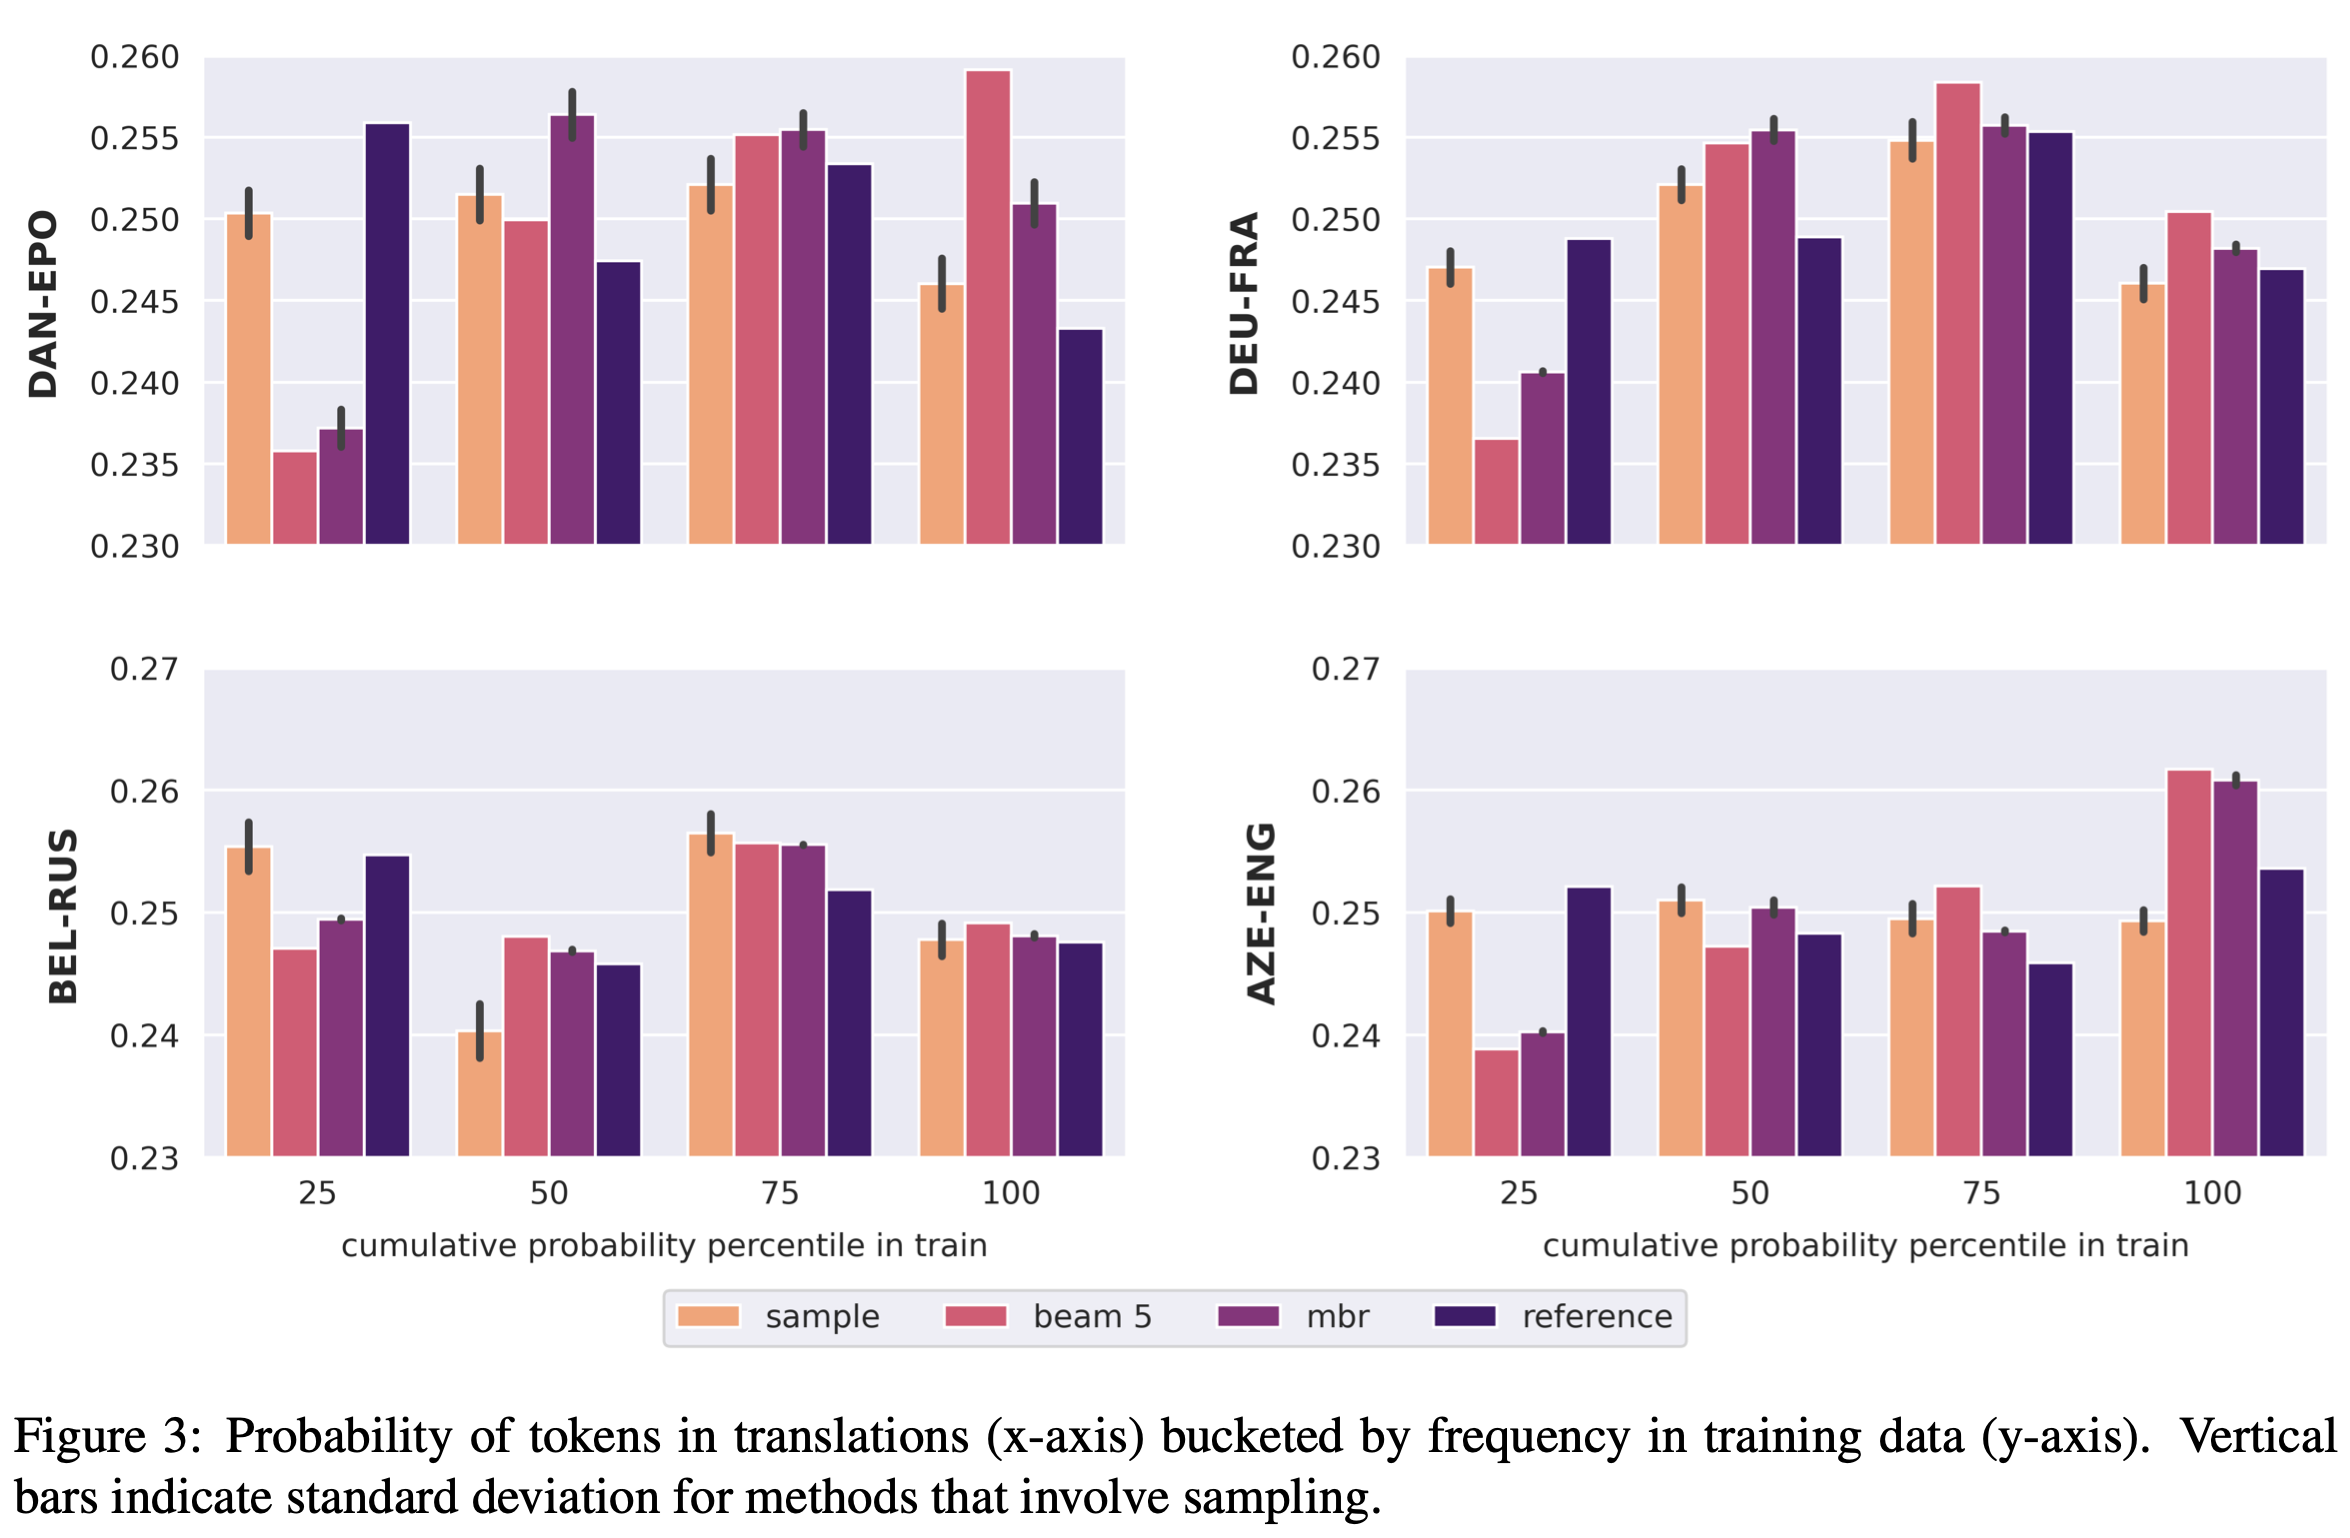 DAN-EPO
0.260
0.255
0.250
0.245
0.240
0.235
0.230
DEU-FRA
0.260
0.255
0.250
0.245
0.240
0.235
0.230
BEL-RUS
0.27
0.26
0.25
0.24
0.23
25 50 75 100
cumulative probability percentile in train
AZE-ENG
0.27
0.26
0.25
0.24
0.23
25 50 75 100
cumulative probability percentile in train
sample beam 5 mbr reference
Figure 3: Probability of tokens in translations (x-axis) bucketed by frequency in training data (y-axis). Vertical
bars indicate standard deviation for methods that involve sampling.